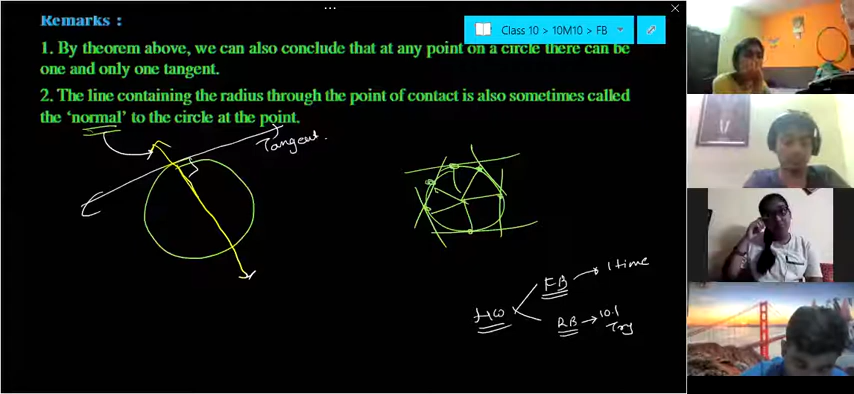 Remarks :
Class 10 > 10M10 > FB
1. By theorem above, we can also conclude that at any point on a circle there can be
one and only one tangent.
2. The line containing the radius through the point of contact is also sometimes called
the ‘normal’ to the circle at the point.
Tangent.
HW
FB → 1 time
RB → 10.1
Try